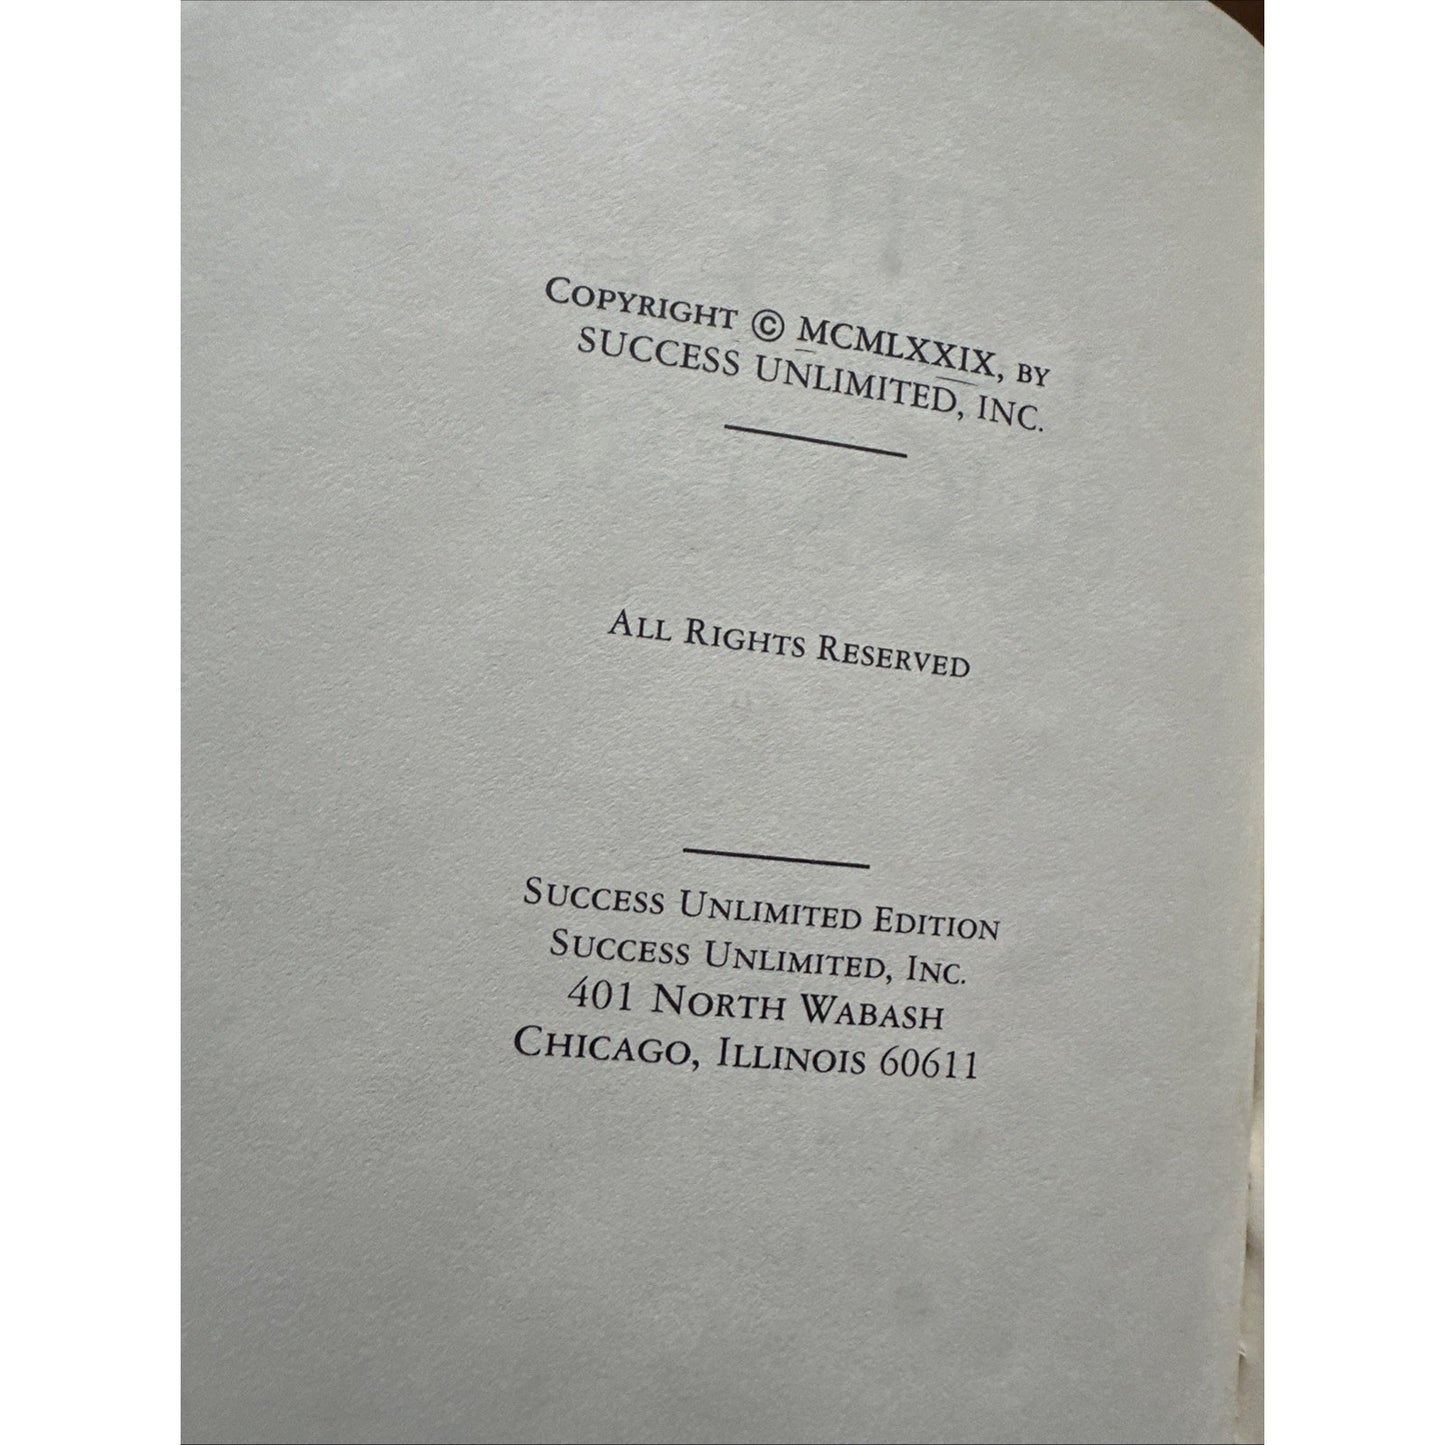 COPYRIGHT © MCMLXXIX, BY
SUCCESS UNLIMITED, INC.
ALL RIGHTS RESERVED
SUCCESS UNLIMITED EDITION
SUCCESS UNLIMITED, INC.
401 NORTH WABASH
CHICAGO, ILLINOIS 60611